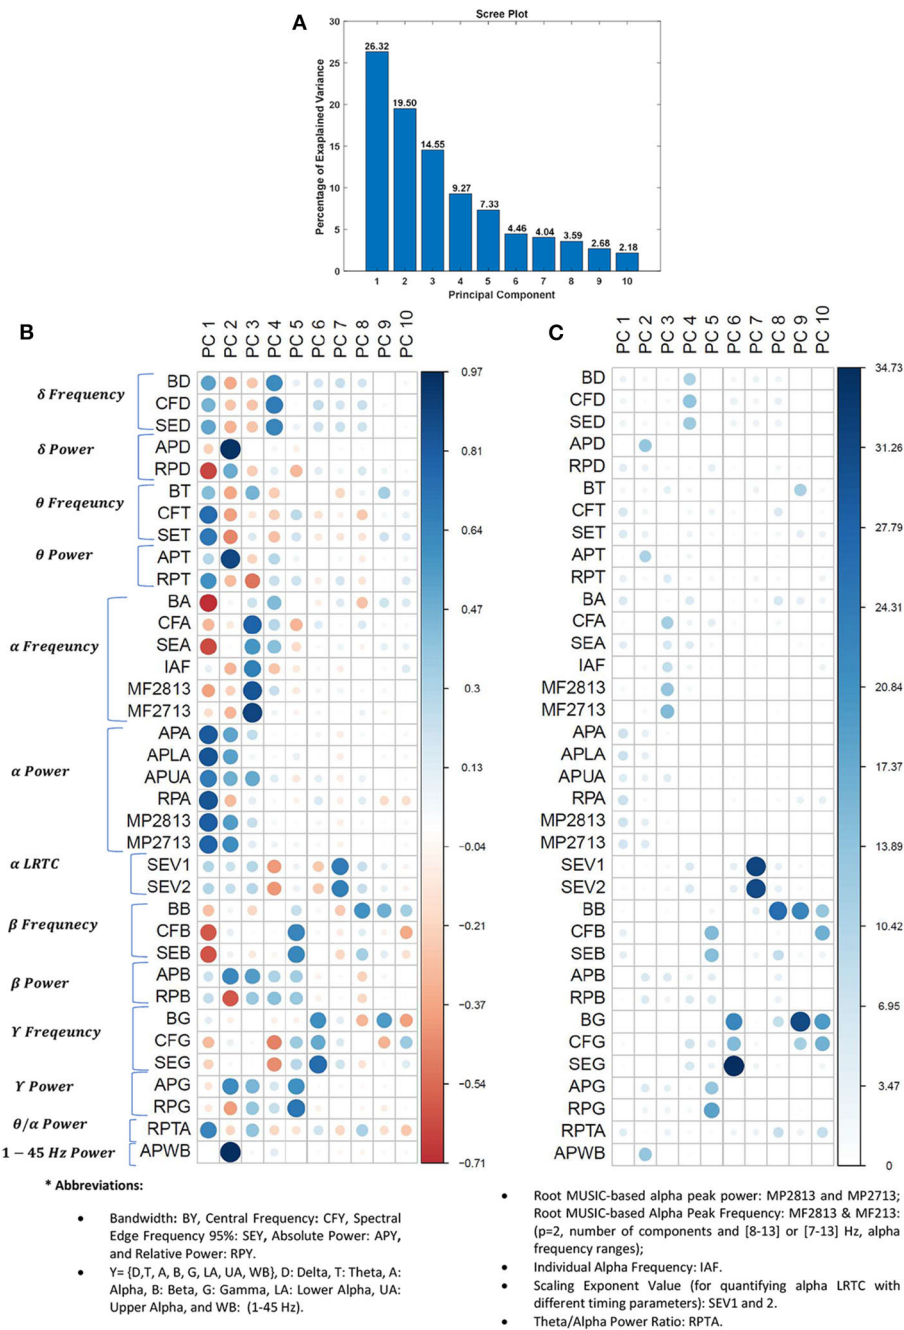 A
Scree Plot
Percentage of Exaplained Variance
30
25
20
15
10
5
0
26.32
19.50
14.55
9.27
7.33
4.46
4.04
3.59
2.68
2.18
1 2 3 4 5 6 7 8 9 10
Principal Component
B
PC 1 PC 2 PC 3 PC 4 PC 5 PC 6 PC 7 PC 8 PC 9 PC 10
δ Frequency
BD
CFD
SED
δ Power
APD
RPD
θ Freqeuncy
BT
CFT
SET
θ Power
APT
RPT
α Freqeuncy
BA
CFA
SEA
IAF
MF2813
MF2713
α Power
APA
APLA
APUA
RPA
MP2813
MP2713
α LRTC
SEV1
SEV2
β Frequnecy
BB
CFB
SEB
β Power
APB
RPB
ϒ Freqeuncy
BG
CFG
SEG
ϒ Power
APG
RPG
θ/α Power
RPTA
1 − 45 Hz Power
APWB
0.97
0.81
0.64
0.47
0.3
0.13
−0.04
−0.21
−0.37
−0.54
−0.71
C
PC 1 PC 2 PC 3 PC 4 PC 5 PC 6 PC 7 PC 8 PC 9 PC 10
BD
CFD
SED
APD
RPD
BT
CFT
SET
APT
RPT
BA
CFA
SEA
IAF
MF2813
MF2713
APA
APLA
APUA
RPA
MP2813
MP2713
SEV1
SEV2
BB
CFB
SEB
APB
RPB
BG
CFG
SEG
APG
RPG
RPTA
APWB
34.73
31.26
27.79
24.31
20.84
17.37
13.89
10.42
6.95
3.47
0
* Abbreviations:
• Bandwidth: BY, Central Frequency: CFY, Spectral
Edge Frequency 95%: SEY, Absolute Power: APY,
and Relative Power: RPY.
• Y= {D,T, A, B, G, LA, UA, WB}, D: Delta, T: Theta, A:
Alpha, B: Beta, G: Gamma, LA: Lower Alpha, UA:
Upper Alpha, and WB: (1-45 Hz).
• Root MUSIC-based alpha peak power: MP2813 and MP2713;
Root MUSIC-based Alpha Peak Frequency: MF2813 & MF213:
(p=2, number of components and [8-13] or [7-13] Hz, alpha
frequency ranges);
• Individual Alpha Frequency: IAF.
• Scaling Exponent Value (for quantifying alpha LRTC with
different timing parameters): SEV1 and 2.
• Theta/Alpha Power Ratio: RPTA.